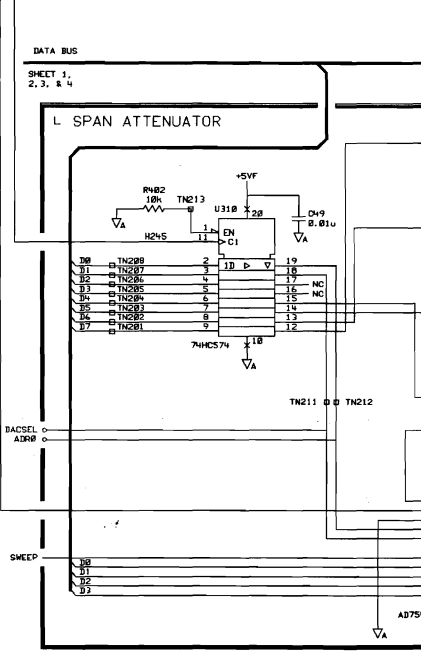 DATA BUS
SHEET 1,
2,3, & 4
L SPAN ATTENUATOR
+5VF
R402
10k
TN213
U310
20
C49
0.01u
A
A
1
EN
H245
11
C1
D0 TN208 2 1D 19
D1 TN207 3 18
D2 TN206 4 17 NC
D3 TN205 5 16 NC
D4 TN204 6 15
D5 TN203 7 14
D6 TN202 8 13
D7 TN201 9 12
74HC574
10
A
TN211 TN212
DACSEL
ADR0
SWEEP
D0
D1
D2
D3
AD75
A